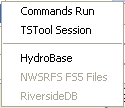 Commands Run
TSTool Session
HydroBase
NWSRFS FS5 Files
RiversideDB